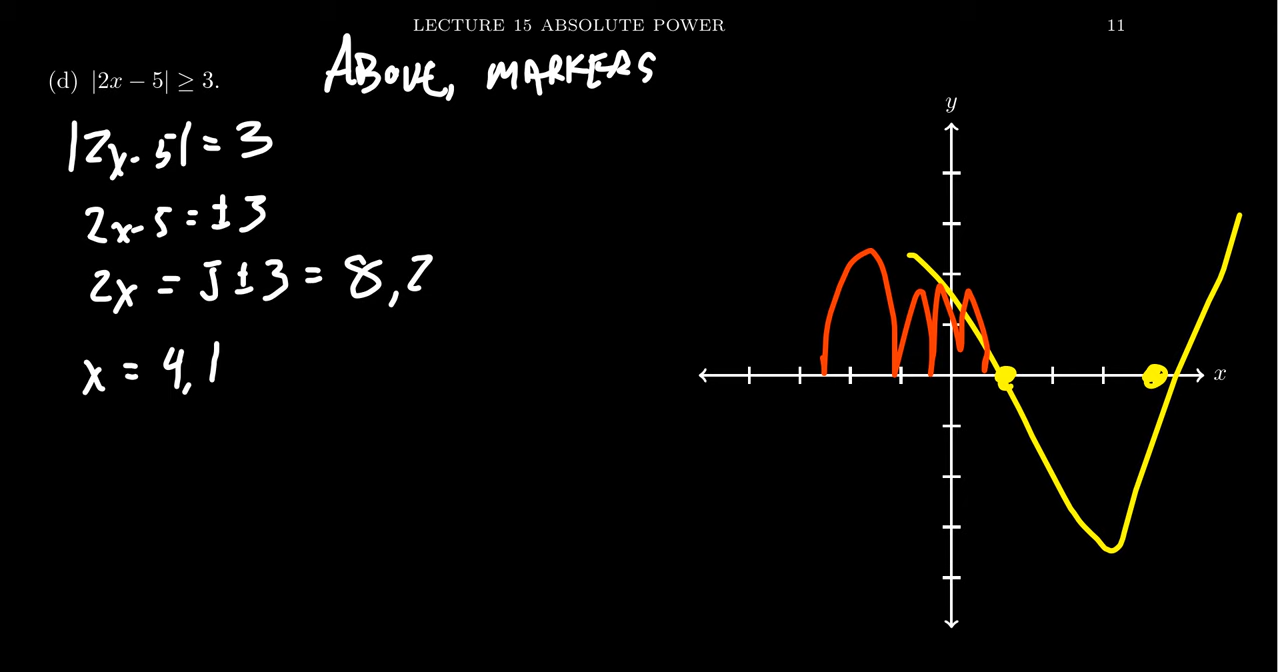 LECTURE 15 ABSOLUTE POWER 11
(d) |2x − 5| ≥ 3.
ABOVE, MARKERS
|2x - 5| = 3
2x - 5 = ±3
2x = 5 ± 3 = 8, 2
x = 4, 1
y
x